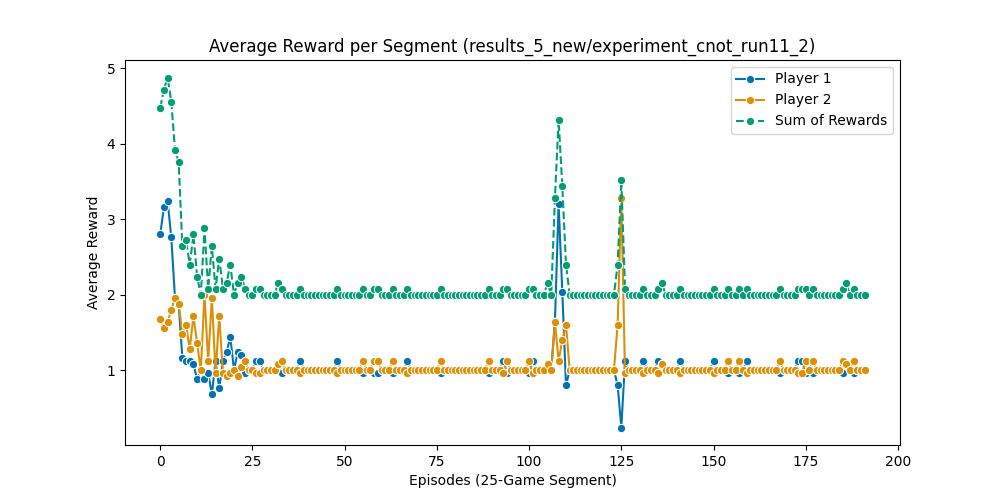 Average Reward per Segment (results_5_new/experiment_cnot_run11_2)
Player 1
Player 2
Sum of Rewards
Average Reward
5
4
3
2
1
0 25 50 75 100 125 150 175 200
Episodes (25-Game Segment)